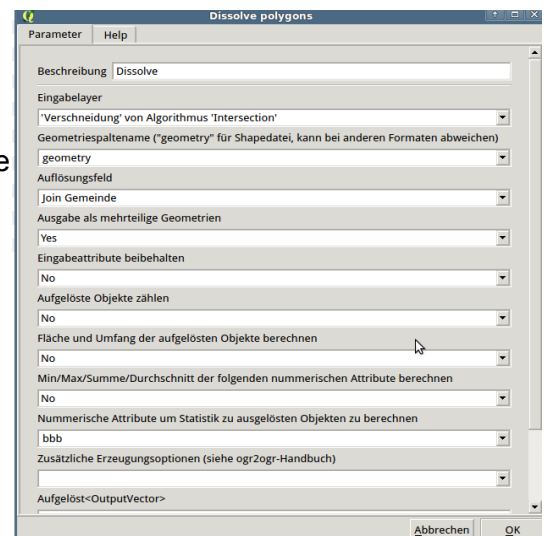 Dissolve polygons
Parameter Help
Beschreibung Dissolve
Eingabelayer
'Verschneidung' von Algorithmus 'Intersection'
Geometriespaltename ("geometry" für Shapedatei, kann bei anderen Formaten abweichen)
geometry
e
Auflösungsfeld
Join Gemeinde
Ausgabe als mehrteilige Geometrien
Yes
Eingabeattribute beibehalten
No
Aufgelöste Objekte zählen
No
Fläche und Umfang der aufgelösten Objekte berechnen
No
Min/Max/Summe/Durchschnitt der folgenden nummerischen Attribute berechnen
No
Nummerische Attribute um Statistik zu ausgelösten Objekten zu berechnen
bbb
Zusätzliche Erzeugungsoptionen (siehe ogr2ogr-Handbuch)
Aufgelöst<OutputVector>
Abbrechen OK